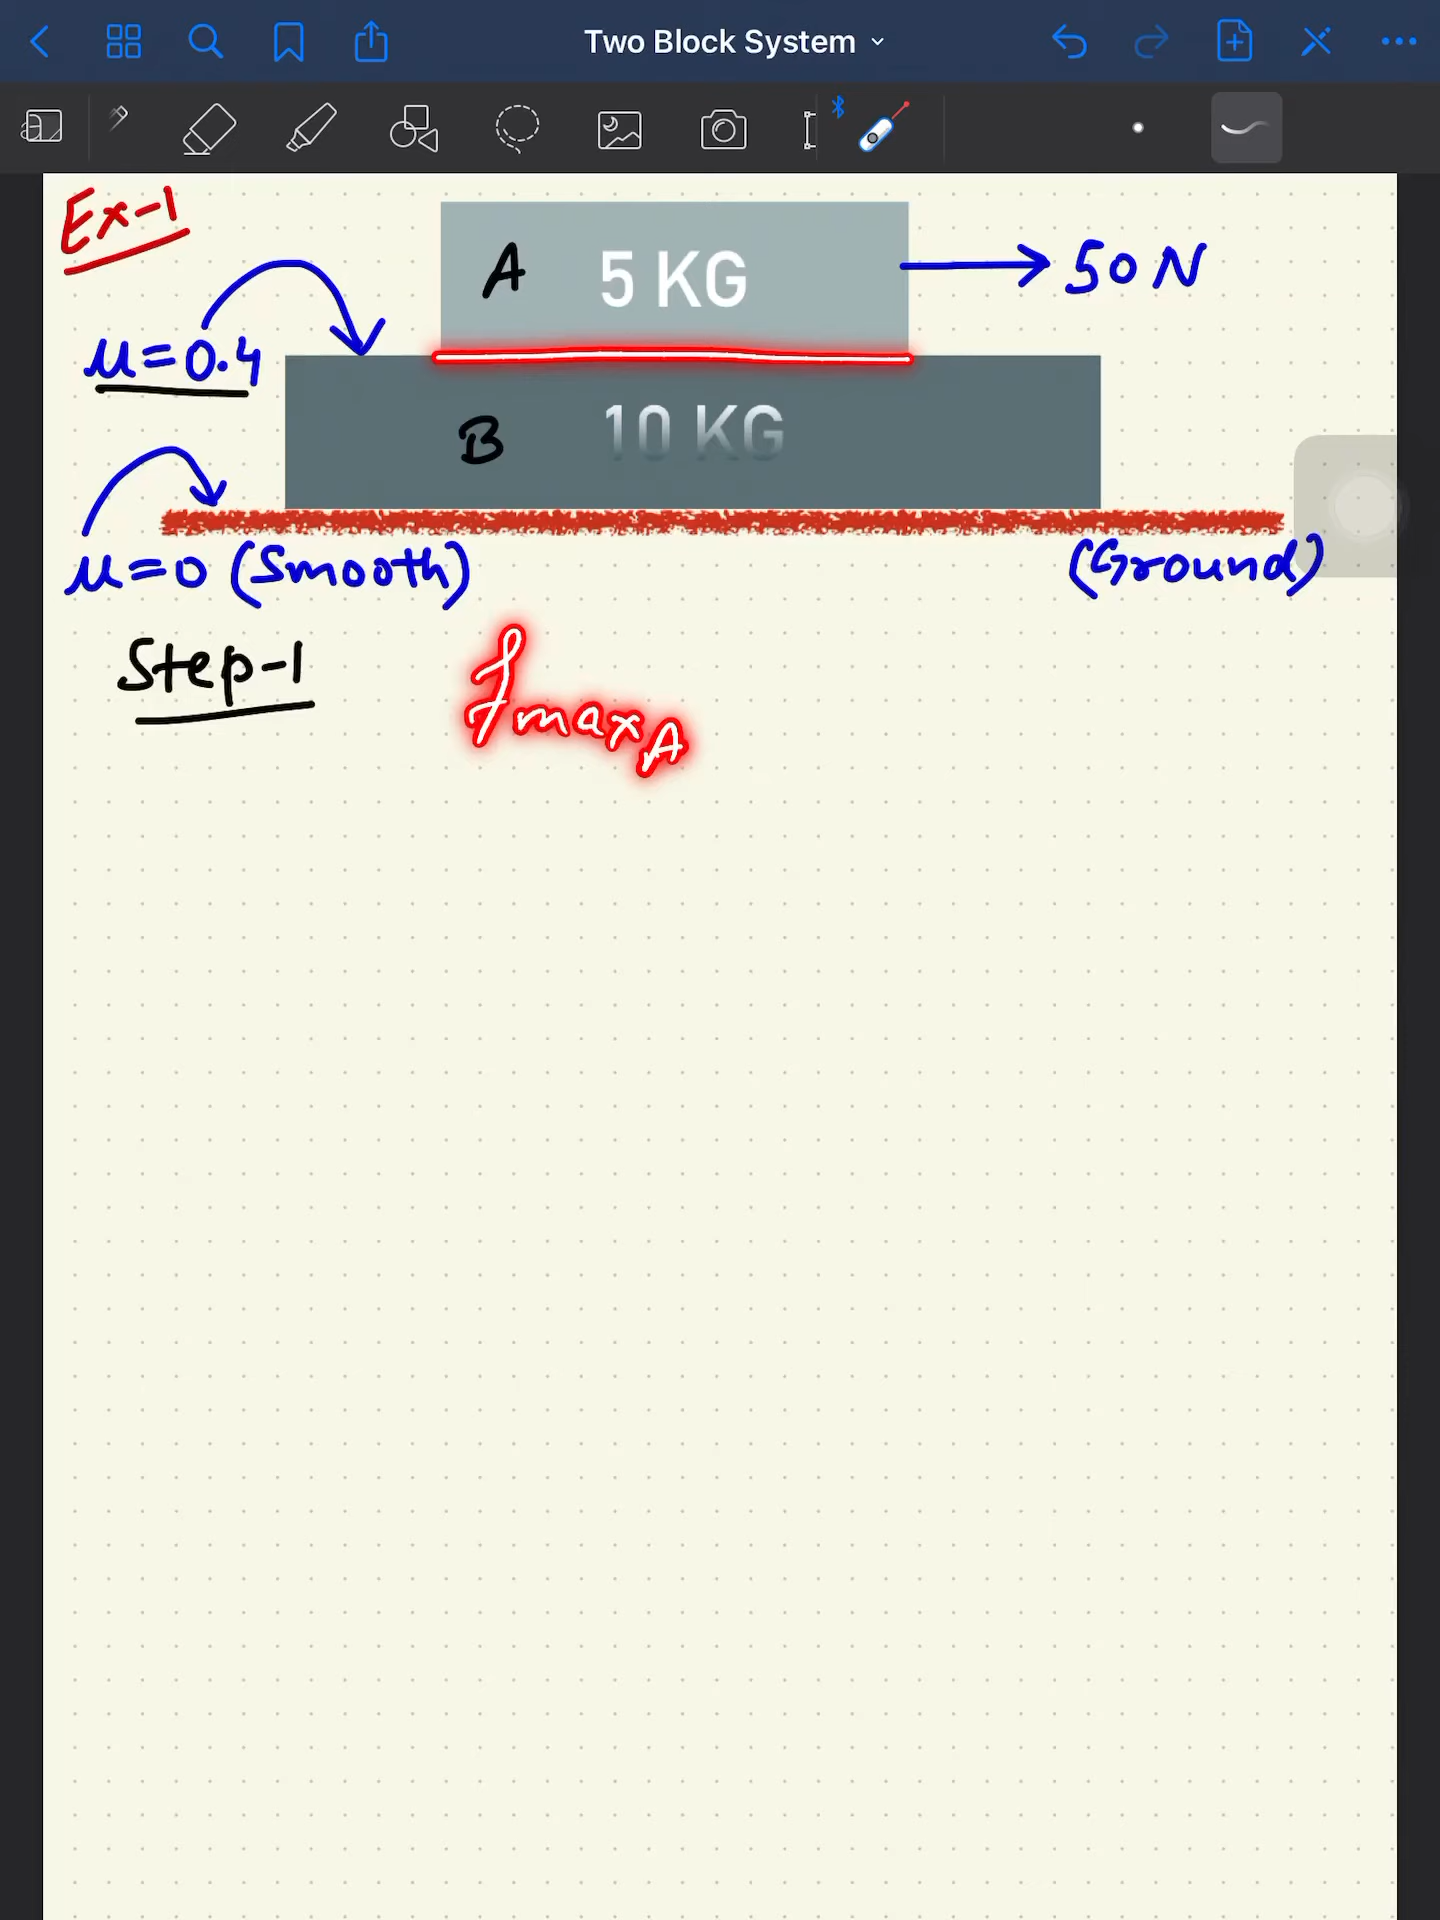 Two Block System
Ex-1
A 5 KG
50 N
μ=0.4
B 10 KG
μ=0 (Smooth)
(Ground)
Step-1
fmaxA